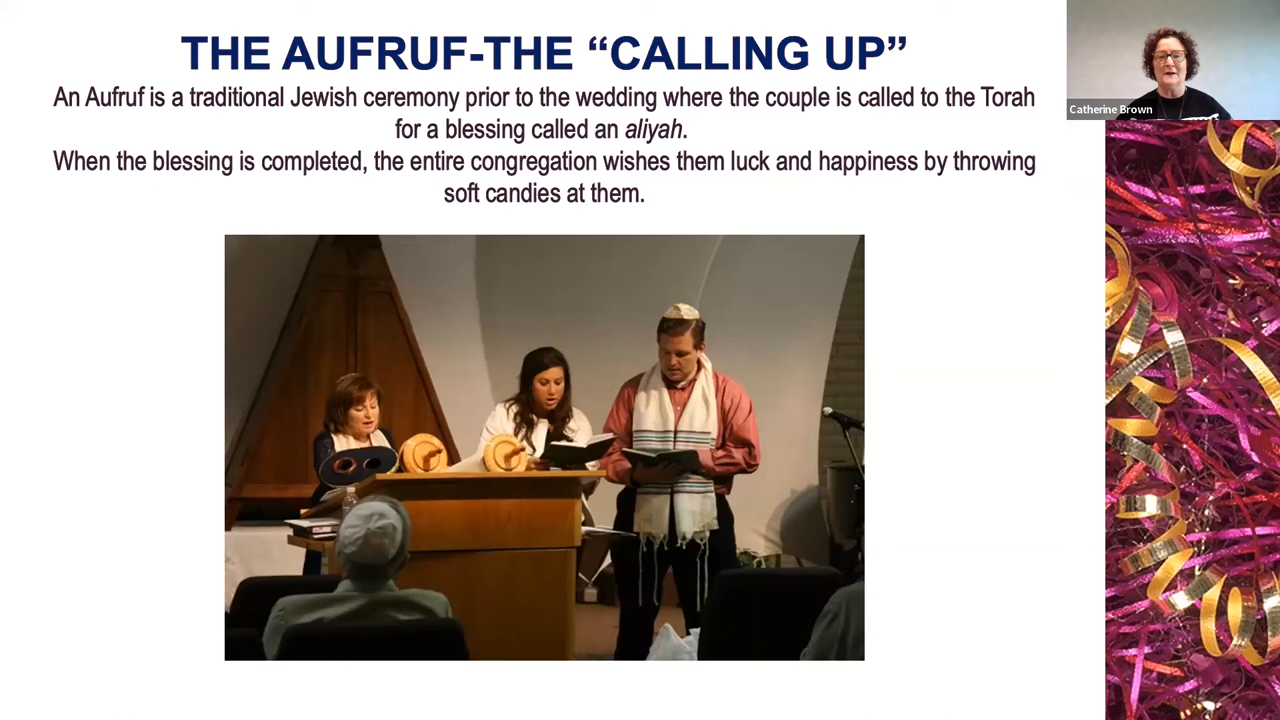 THE AUFRUF-THE “CALLING UP”
An Aufruf is a traditional Jewish ceremony prior to the wedding where the couple is called to the Torah
for a blessing called an aliyah.
When the blessing is completed, the entire congregation wishes them luck and happiness by throwing
soft candies at them.
Catherine Brown